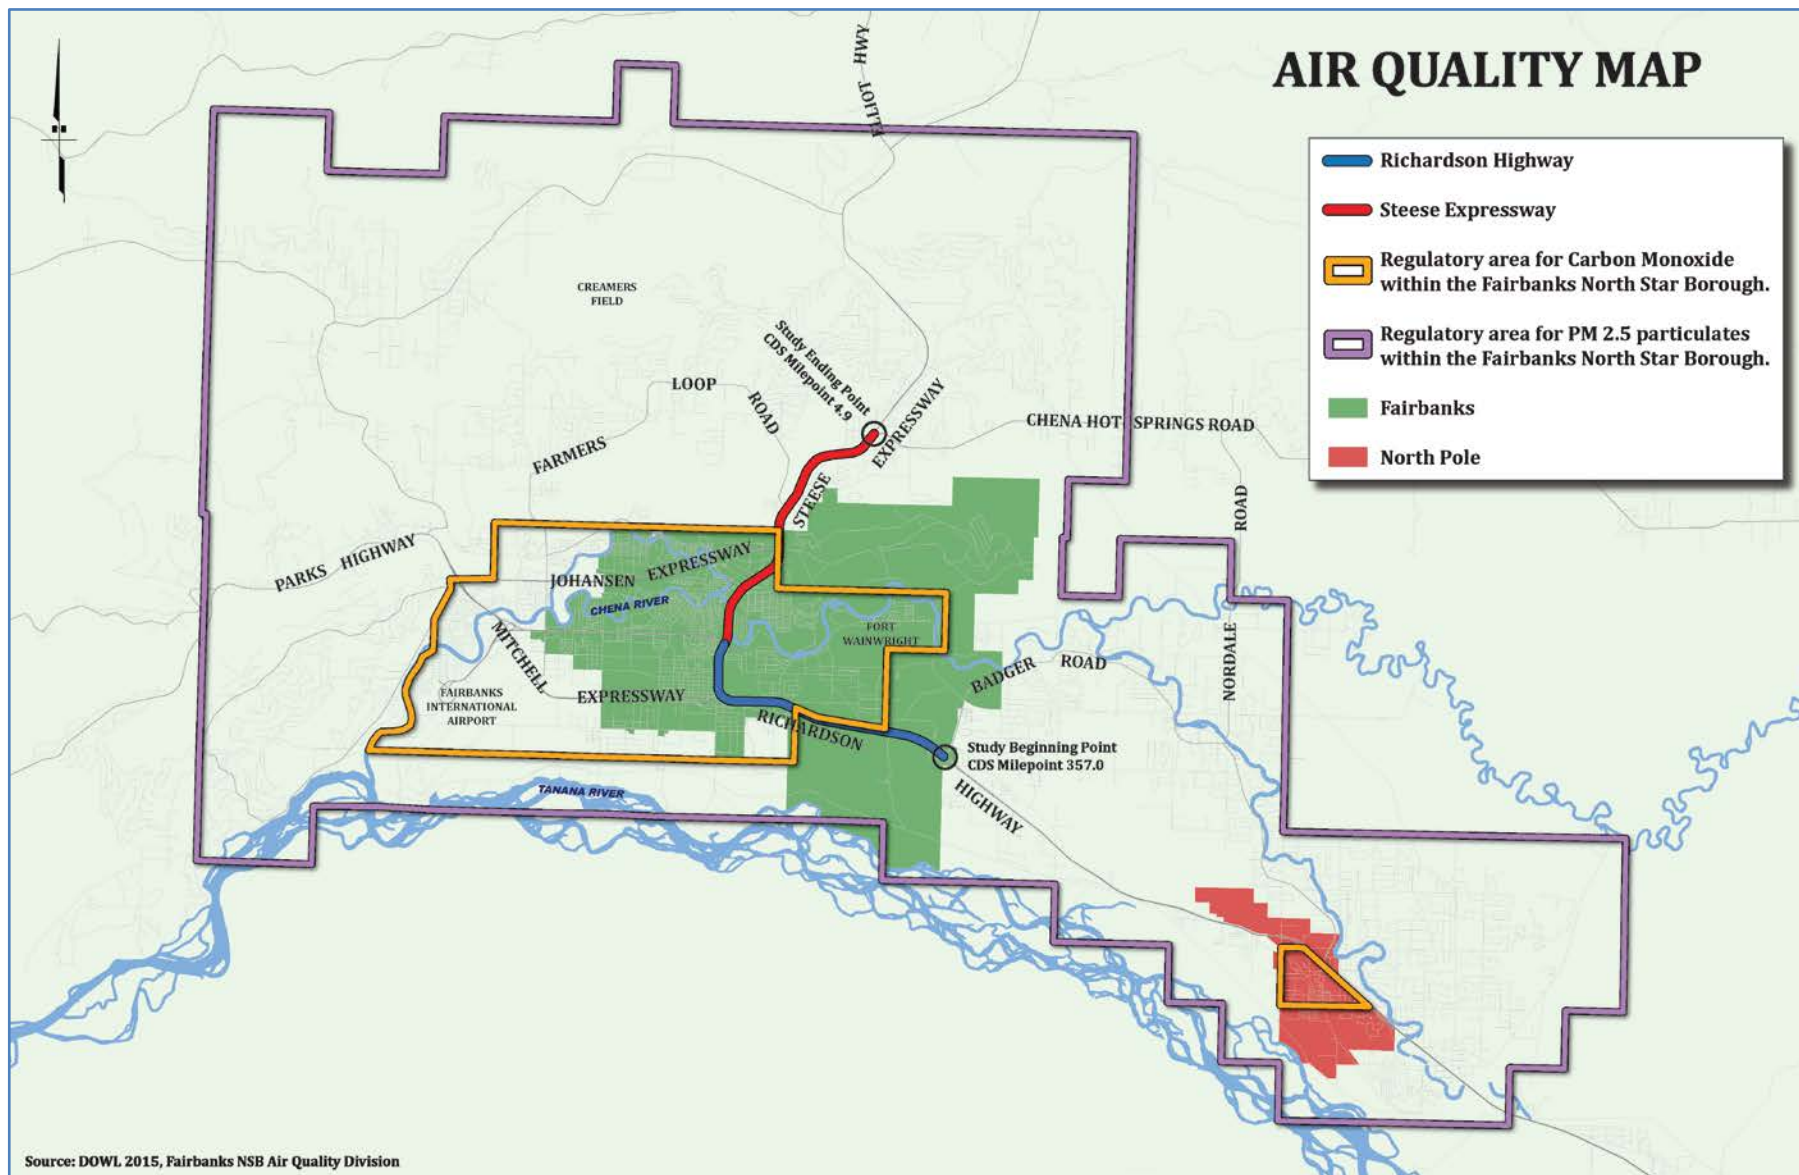 AIR QUALITY MAP
Richardson Highway
Steese Expressway
Regulatory area for Carbon Monoxide
within the Fairbanks North Star Borough.
Regulatory area for PM 2.5 particulates
within the Fairbanks North Star Borough.
Fairbanks
North Pole
ELLIOT HWY
CREAMERS
FIELD
Study Ending Point
CDS Milepoint 4.9
LOOP
ROAD
FARMERS
STEESE
EXPRESSWAY
CHENA HOT SPRINGS ROAD
ROAD
NORDALE
PARKS HIGHWAY
JOHANSEN
EXPRESSWAY
CHENA RIVER
MITCHELL
EXPRESSWAY
FORT
WAINWRIGHT
BADGER ROAD
FAIRBANKS
INTERNATIONAL
AIRPORT
RICHARDSON
HIGHWAY
Study Beginning Point
CDS Milepoint 357.0
TANANA RIVER
Source: DOWL 2015, Fairbanks NSB Air Quality Division